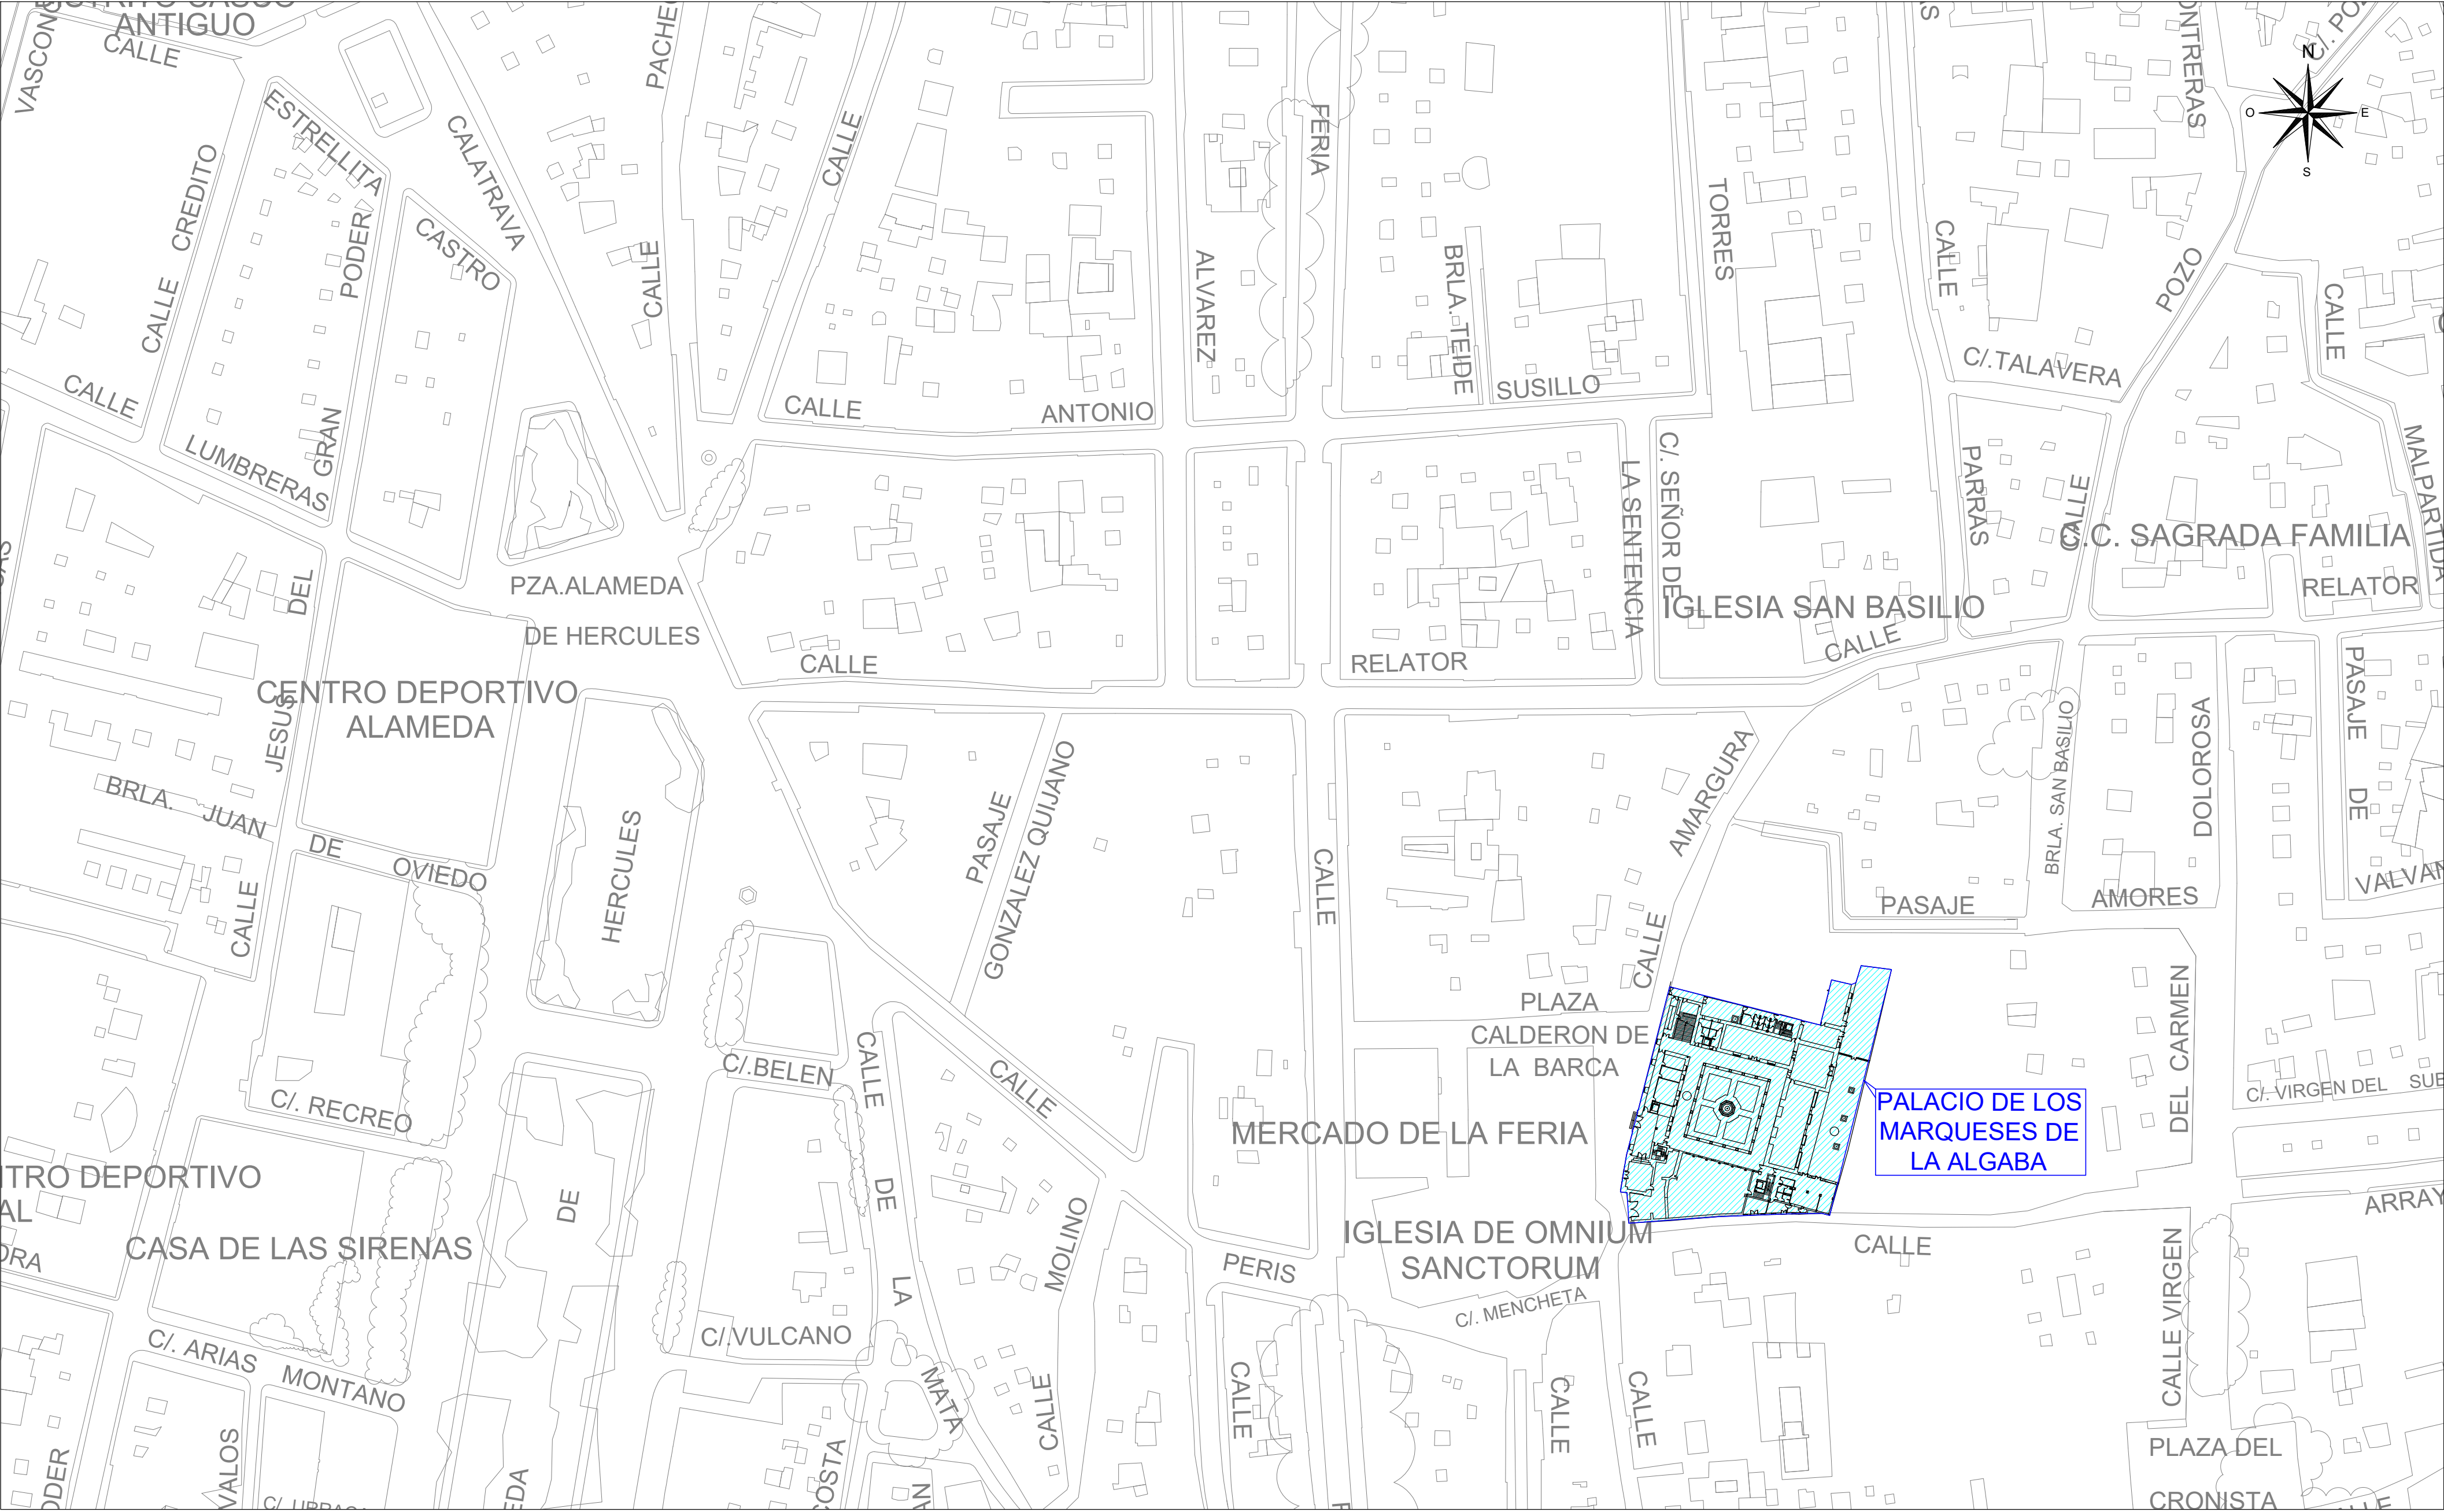 ANTIGUO
CALLE
PACHECO
N
O
E
S
ESTRELLITA
CALATRAVA
CALLE
FERIA
CONTRERAS
CALLE CREDITO
PODER
CASTRO
CALLE
ALVAREZ
BRLA. TEIDE
TORRES
CALLE
POZO
CALLE
C/.TALAVERA
CALLE
LUMBRERAS
GRAN
CALLE
ANTONIO
SUSILLO
C/. SEÑOR DE
LA SENTENCIA
PARRAS
CALLE
MALPARTIDA
C.C. SAGRADA FAMILIA
RELATOR
DEL
PZA.ALAMEDA
DE HERCULES
IGLESIA SAN BASILIO
CALLE
CALLE
RELATOR
CENTRO DEPORTIVO
ALAMEDA
JESUS
PASAJE
DE
DOLOROSA
BRLA. SAN BASILIO
AMARGURA
BRLA. JUAN
DE
OVIEDO
HERCULES
PASAJE
GONZALEZ QUIJANO
CALLE
PASAJE
AMORES
CALLE
CALLE
PLAZA
CALDERON DE
LA BARCA
DEL CARMEN
C/.BELEN
CALLE
CALLE
C/. RECREO
C/. VIRGEN DEL
PALACIO DE LOS
MARQUESES DE
LA ALGABA
MERCADO DE LA FERIA
DEPORTIVO
DE
DE
MOLINO
IGLESIA DE OMNIUM
SANCTORUM
CALLE
CASA DE LAS SIRENAS
PERIS
LA
C/. MENCHETA
C/.VULCANO
C/. ARIAS
MONTANO
MATA
CALLE
CALLE
CALLE
CALLE
CALLE VIRGEN
PLAZA DEL
CRONISTA